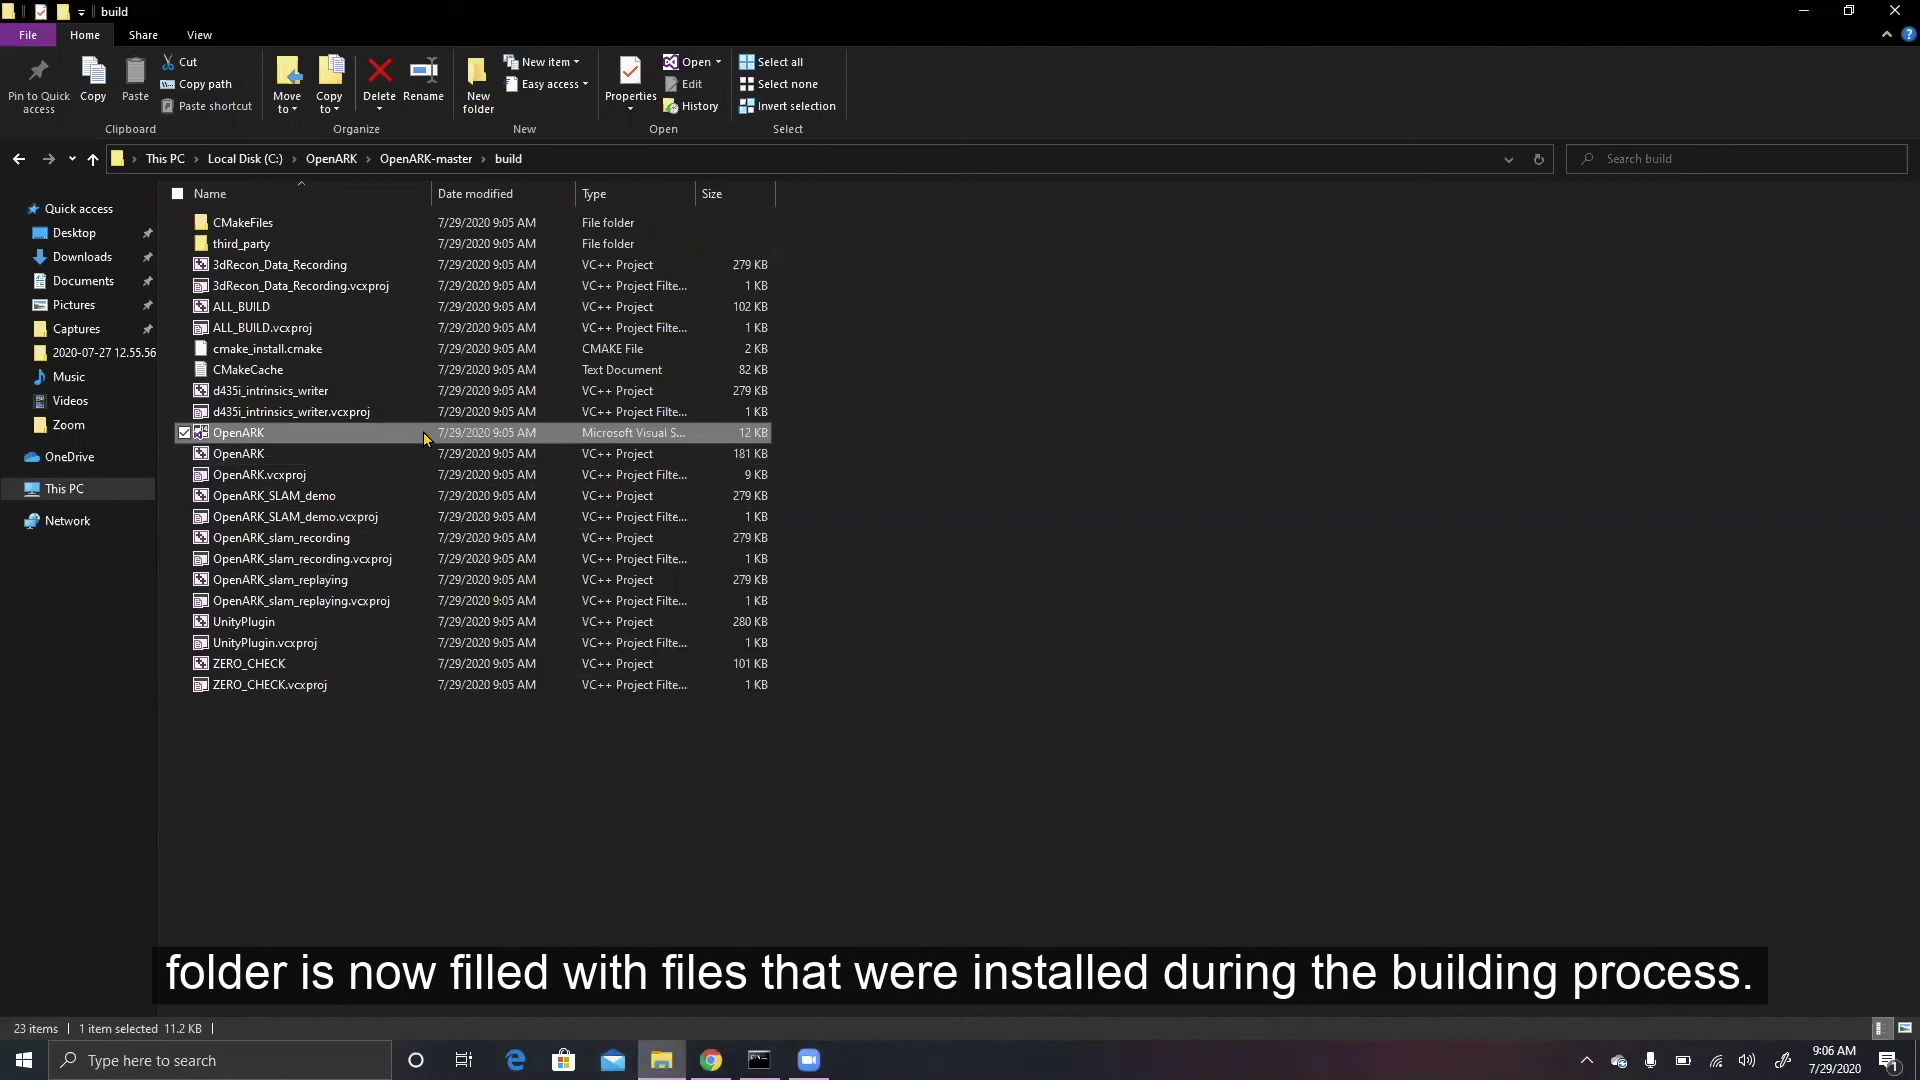 build
File
Home
Share
View
Pin to Quick
access
Copy
Paste
Cut
Copy path
Paste shortcut
Clipboard
Move
to
Copy
to
Delete
Rename
Organize
New
folder
New item
Easy access
New
Properties
Open
Edit
History
Open
Select all
Select none
Invert selection
Select
This PC > Local Disk (C:) > OpenARK > OpenARK-master > build
Search build
Quick access
Desktop
Downloads
Documents
Pictures
Captures
2020-07-27 12.55.56
Music
Videos
Zoom
OneDrive
This PC
Network
Name Date modified Type Size
CMakeFiles 7/29/2020 9:05 AM File folder
third_party 7/29/2020 9:05 AM File folder
3dRecon_Data_Recording 7/29/2020 9:05 AM VC++ Project 279 KB
3dRecon_Data_Recording.vcxproj 7/29/2020 9:05 AM VC++ Project Filte... 1 KB
ALL_BUILD 7/29/2020 9:05 AM VC++ Project 102 KB
ALL_BUILD.vcxproj 7/29/2020 9:05 AM VC++ Project Filte... 1 KB
cmake_install.cmake 7/29/2020 9:05 AM CMAKE File 2 KB
CMakeCache 7/29/2020 9:05 AM Text Document 82 KB
d435i_intrinsics_writer 7/29/2020 9:05 AM VC++ Project 279 KB
d435i_intrinsics_writer.vcxproj 7/29/2020 9:05 AM VC++ Project Filte... 1 KB
OpenARK 7/29/2020 9:05 AM Microsoft Visual S... 12 KB
OpenARK 7/29/2020 9:05 AM VC++ Project 181 KB
OpenARK.vcxproj 7/29/2020 9:05 AM VC++ Project Filte... 9 KB
OpenARK_SLAM_demo 7/29/2020 9:05 AM VC++ Project 279 KB
OpenARK_SLAM_demo.vcxproj 7/29/2020 9:05 AM VC++ Project Filte... 1 KB
OpenARK_slam_recording 7/29/2020 9:05 AM VC++ Project 279 KB
OpenARK_slam_recording.vcxproj 7/29/2020 9:05 AM VC++ Project Filte... 1 KB
OpenARK_slam_replaying 7/29/2020 9:05 AM VC++ Project 279 KB
OpenARK_slam_replaying.vcxproj 7/29/2020 9:05 AM VC++ Project Filte... 1 KB
UnityPlugin 7/29/2020 9:05 AM VC++ Project 280 KB
UnityPlugin.vcxproj 7/29/2020 9:05 AM VC++ Project Filte... 1 KB
ZERO_CHECK 7/29/2020 9:05 AM VC++ Project 101 KB
ZERO_CHECK.vcxproj 7/29/2020 9:05 AM VC++ Project Filte... 1 KB
folder is now filled with files that were installed during the building process.
23 items 1 item selected 11.2 KB
Type here to search
9:06 AM
7/29/2020
1